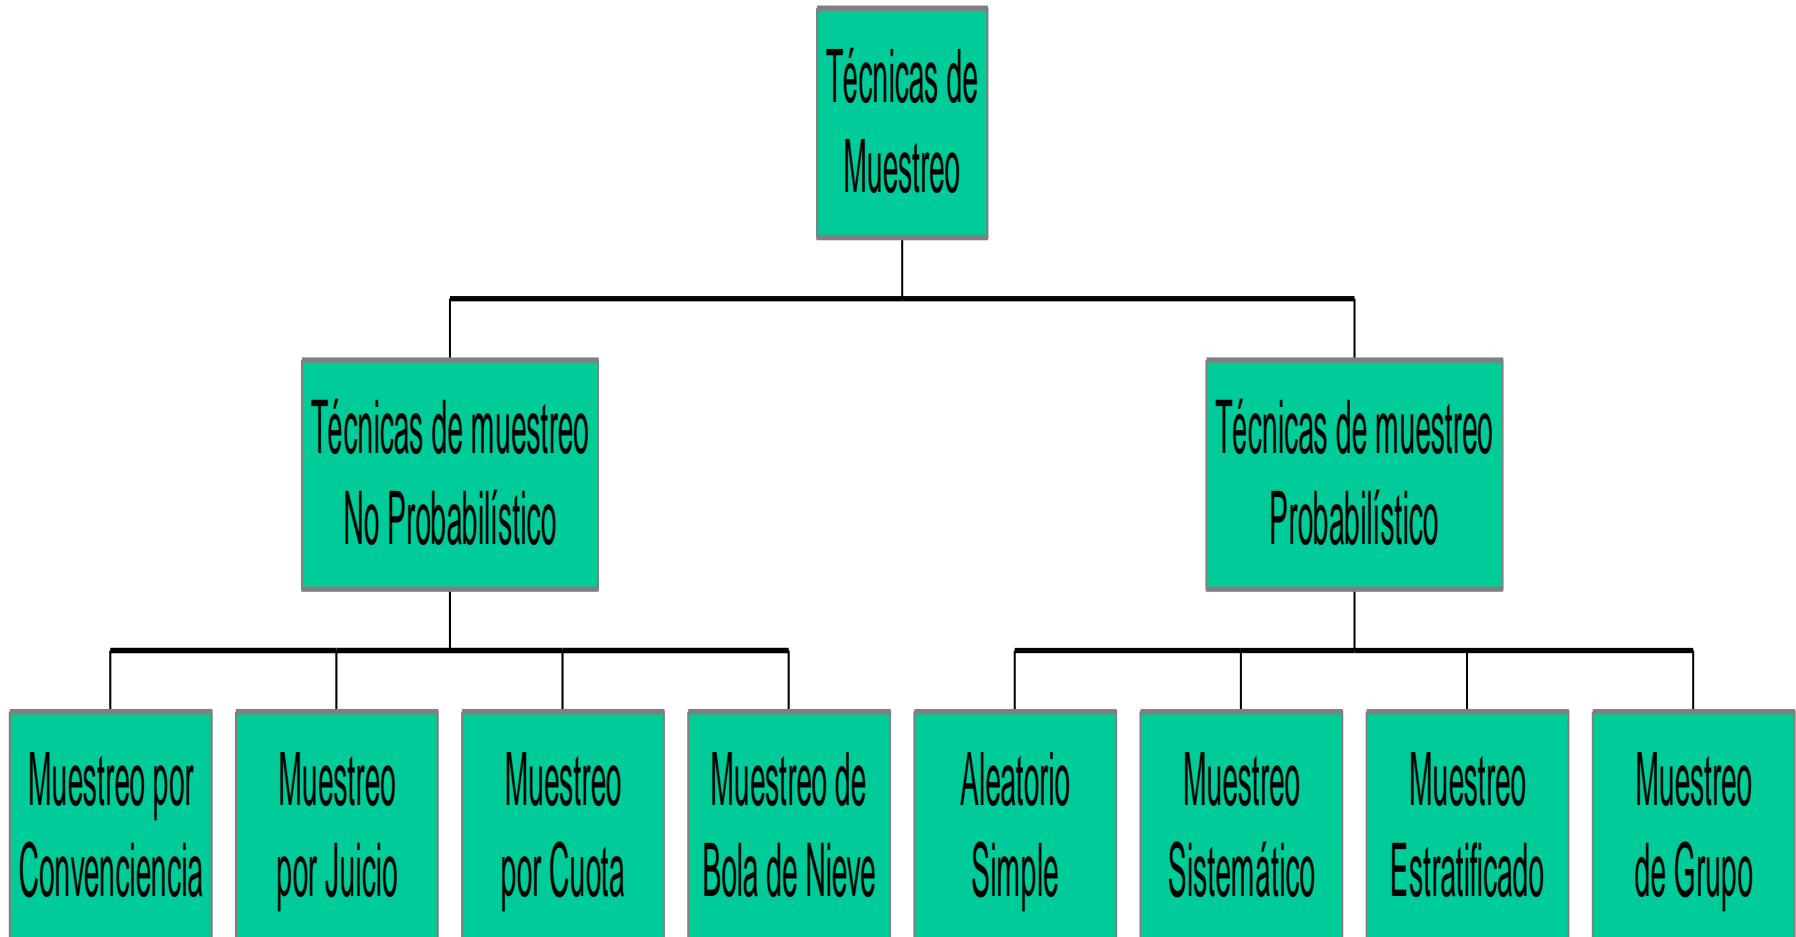 Técnicas de
Muestreo
Técnicas de muestreo
No Probabilístico
Técnicas de muestreo
Probabilístico
Muestreo por
Convenciencia
Muestreo
por Juicio
Muestreo
por Cuota
Muestreo de
Bola de Nieve
Aleatorio
Simple
Muestreo
Sistemático
Muestreo
Estratificado
Muestreo
de Grupo